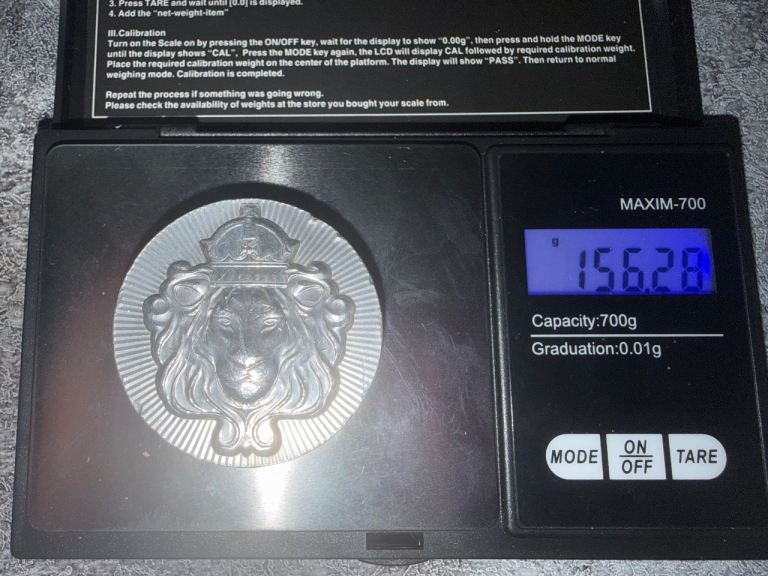 3. Press TARE and wait until [0.0] is displayed.
4. Add the "net-weight-item"
III.Calibration
Turn on the Scale on by pressing the ON/OFF key, wait for the display to show "0.00g", then press and hold the MODE key
until the display shows "CAL". Press the MODE key again, the LCD will display CAL followed by required calibration weight.
Place the required calibration weight on the center of the platform. The display will show "PASS". Then return to normal
weighing mode. Calibration is completed.
Repeat the process if something was going wrong.
Please check the availability of weights at the store you bought your scale from.
MAXIM-700
g
156.28
Capacity:700g
Graduation:0.01g
MODE
ON
OFF
TARE